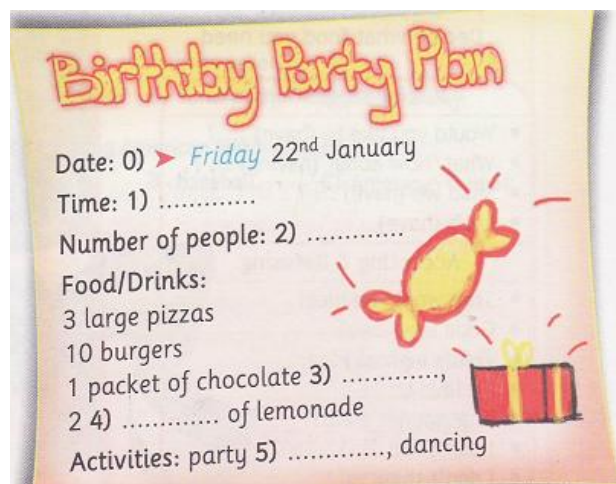 Birthday Party Plan
Date: 0) ➤ Friday 22nd January
Time: 1) .............
Number of people: 2) .............
Food/Drinks:
3 large pizzas
10 burgers
1 packet of chocolate 3) .............,
2 4) ............. of lemonade
Activities: party 5) ............., dancing